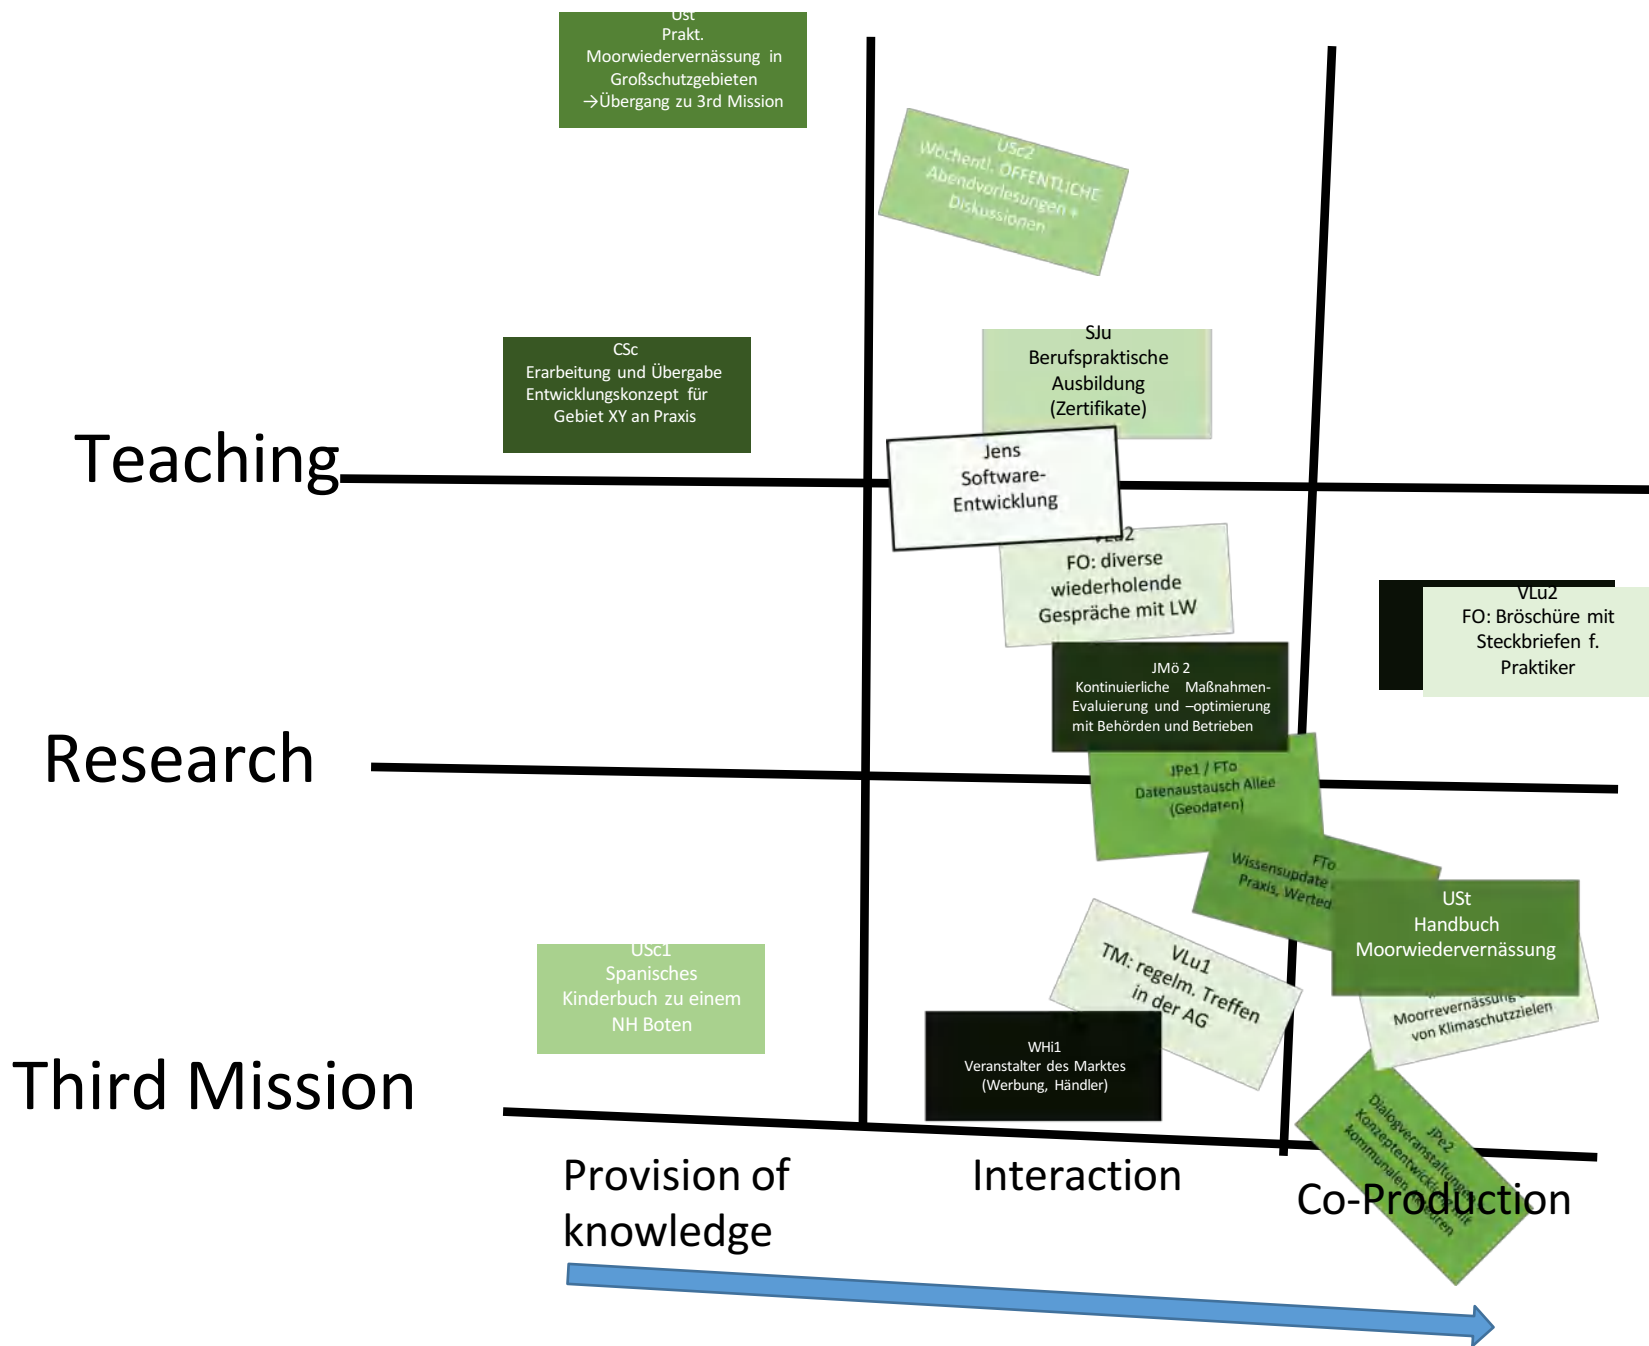 Ust
Prakt.
Moorwiedervernässung in
Großschutzgebieten
→Übergang zu 3rd Mission
USc2
Wöchentl. ÖFFENTLICHE
Abendvorlesungen +
Diskussionen
CSc
Erarbeitung und Übergabe
Entwicklungskonzept für
Gebiet XY an Praxis
SJu
Berufspraktische
Ausbildung
(Zertifikate)
Teaching
Jens
Software-
Entwicklung
FO: diverse
wiederholende
Gespräche mit LW
VLu2
FO: Bröschüre mit
Steckbriefen f.
Praktiker
JMö 2
Kontinuierliche Maßnahmen-
Evaluierung und –optimierung
mit Behörden und Betrieben
Research
JPe1 / FTo
Datenaustausch Allee
(Geodaten)
FTo
Wissensupdate
Praxis,
USt
Handbuch
Moorwiedervernässung
Moorrevernässung
von Klimaschutzzielen
USc1
Spanisches
Kinderbuch zu einem
NH Boten
VLu1
TM: regelm. Treffen
in der AG
WHi1
Veranstalter des Marktes
(Werbung, Händler)
Third Mission
JPe2
Dialogveranstaltungen
Konzeptentwicklung mit
kommunalen
Provision of
knowledge
Interaction
Co-Production